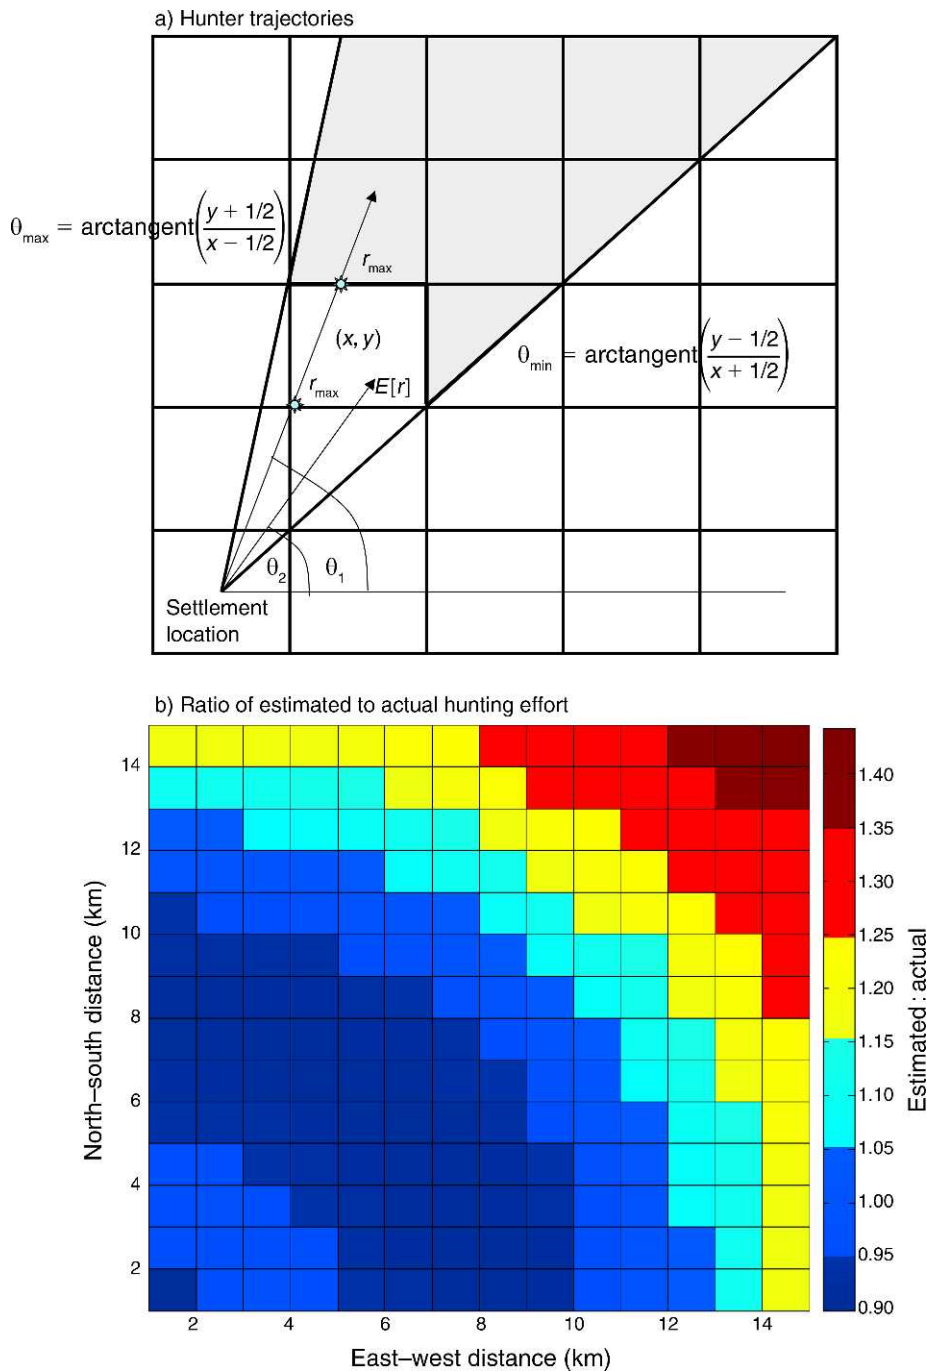 a) Hunter trajectories
θmax = arctangent(y + 1/2 / x − 1/2)
rmax
(x, y)
θmin = arctangent(y − 1/2 / x + 1/2)
rmax
E[r]
θ2
θ1
Settlement
location
b) Ratio of estimated to actual hunting effort
14
12
10
8
6
4
2
North–south distance (km)
2
4
6
8
10
12
14
East–west distance (km)
1.40
1.35
1.30
1.25
1.20
1.15
1.10
1.05
1.00
0.95
0.90
Estimated : actual